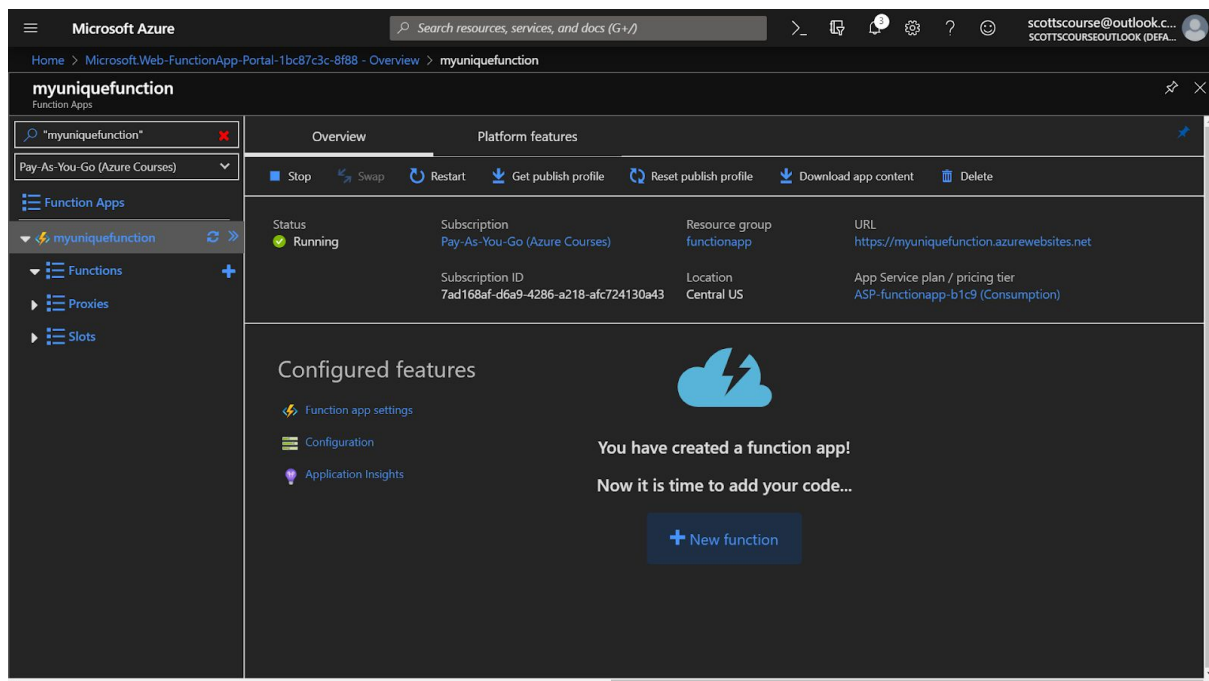 Microsoft Azure
Search resources, services, and docs (G+/)
3
scottscourse@outlook.c...
SCOTTSCOURSEOUTLOOK (DEFA...
Home > Microsoft.Web-FunctionApp-Portal-1bc87c3c-8f88 - Overview > myuniquefunction
myuniquefunction
Function Apps
"myuniquefunction"
Overview
Platform features
Pay-As-You-Go (Azure Courses)
Stop
Swap
Restart
Get publish profile
Reset publish profile
Download app content
Delete
Function Apps
myuniquefunction
Functions
Proxies
Slots
Status
Running
Subscription
Pay-As-You-Go (Azure Courses)
Resource group
functionapp
URL
https://myuniquefunction.azurewebsites.net
Subscription ID
7ad168af-d6a9-4286-a218-afc724130a43
Location
Central US
App Service plan / pricing tier
ASP-functionapp-b1c9 (Consumption)
Configured features
Function app settings
Configuration
Application Insights
You have created a function app!
Now it is time to add your code...
New function